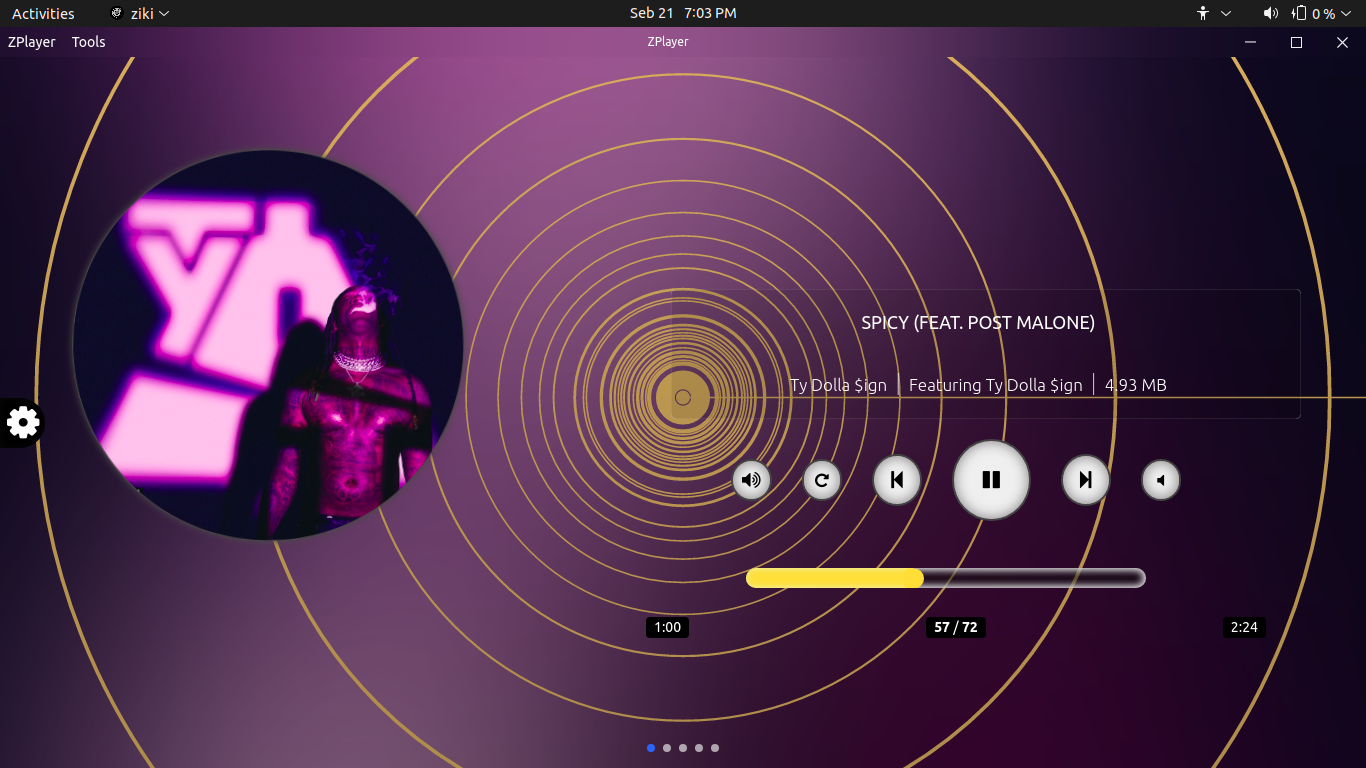 Activities ziki Sep 21 7:03 PM 0 %
ZPlayer Tools ZPlayer
SPICY (FEAT. POST MALONE)
Ty Dolla $ign Featuring Ty Dolla $ign 4.93 MB
1:00 57 / 72 2:24